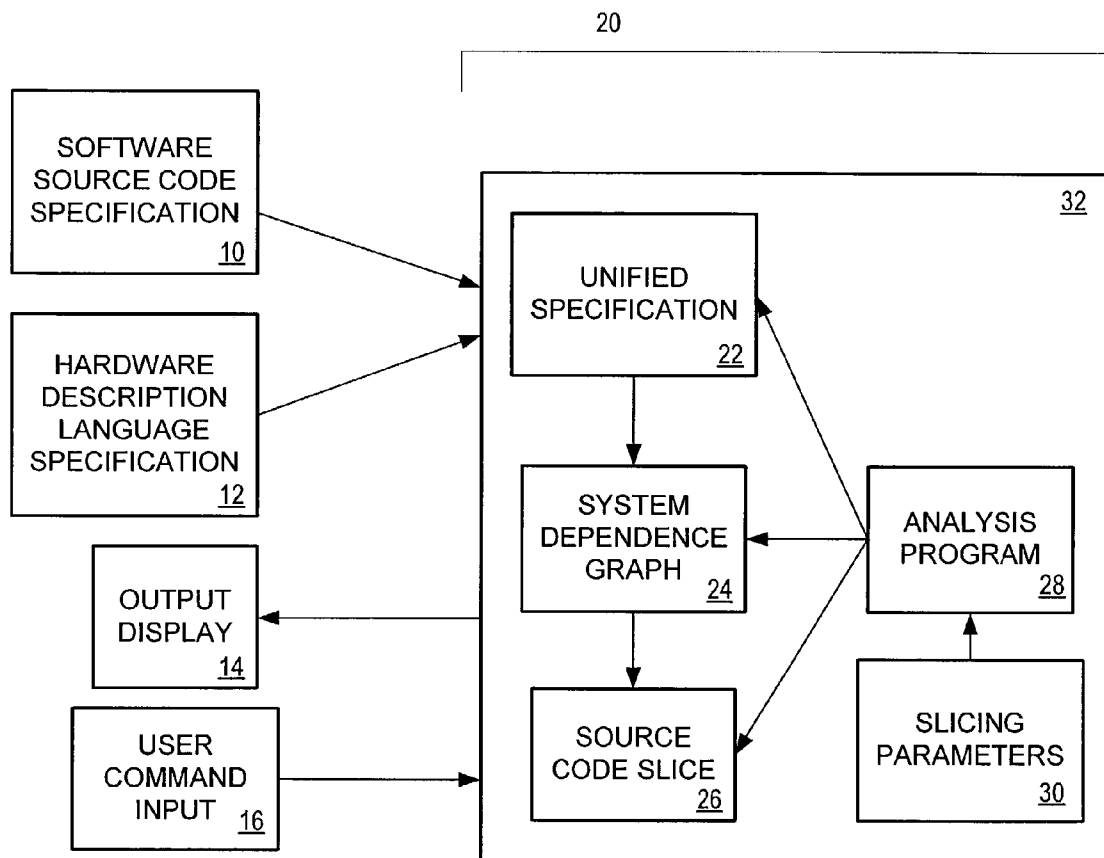 20
SOFTWARE
SOURCE CODE
SPECIFICATION
10
HARDWARE
DESCRIPTION
LANGUAGE
SPECIFICATION
12
OUTPUT
DISPLAY
14
USER
COMMAND
INPUT
16
32
UNIFIED
SPECIFICATION
22
SYSTEM
DEPENDENCE
GRAPH
24
SOURCE
CODE SLICE
26
ANALYSIS
PROGRAM
28
SLICING
PARAMETERS
30